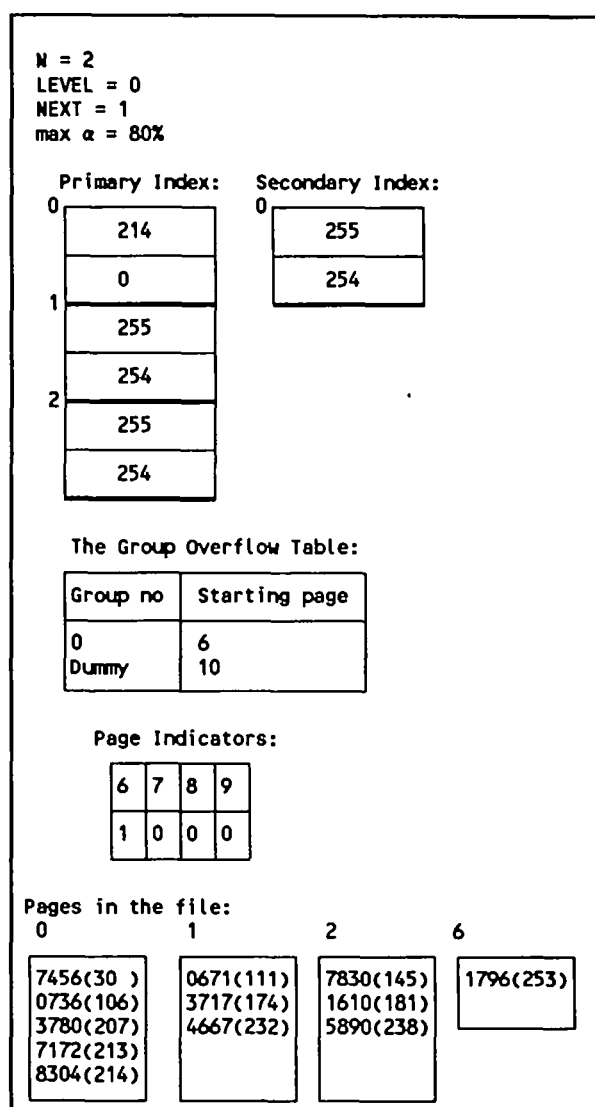 N = 2
LEVEL = 0
NEXT = 1
max α = 80%
Primary Index: Secondary Index:
0 0
214 255
0 254
1
255
254
2
255
254
The Group Overflow Table:
Group no Starting page
0 6
Dummy 10
Page Indicators:
6 7 8 9
1 0 0 0
Pages in the file:
0 1 2 6
7456(30 ) 0671(111) 7830(145) 1796(253)
0736(106) 3717(174) 1610(181)
3780(207) 4667(232) 5890(238)
7172(213)
8304(214)